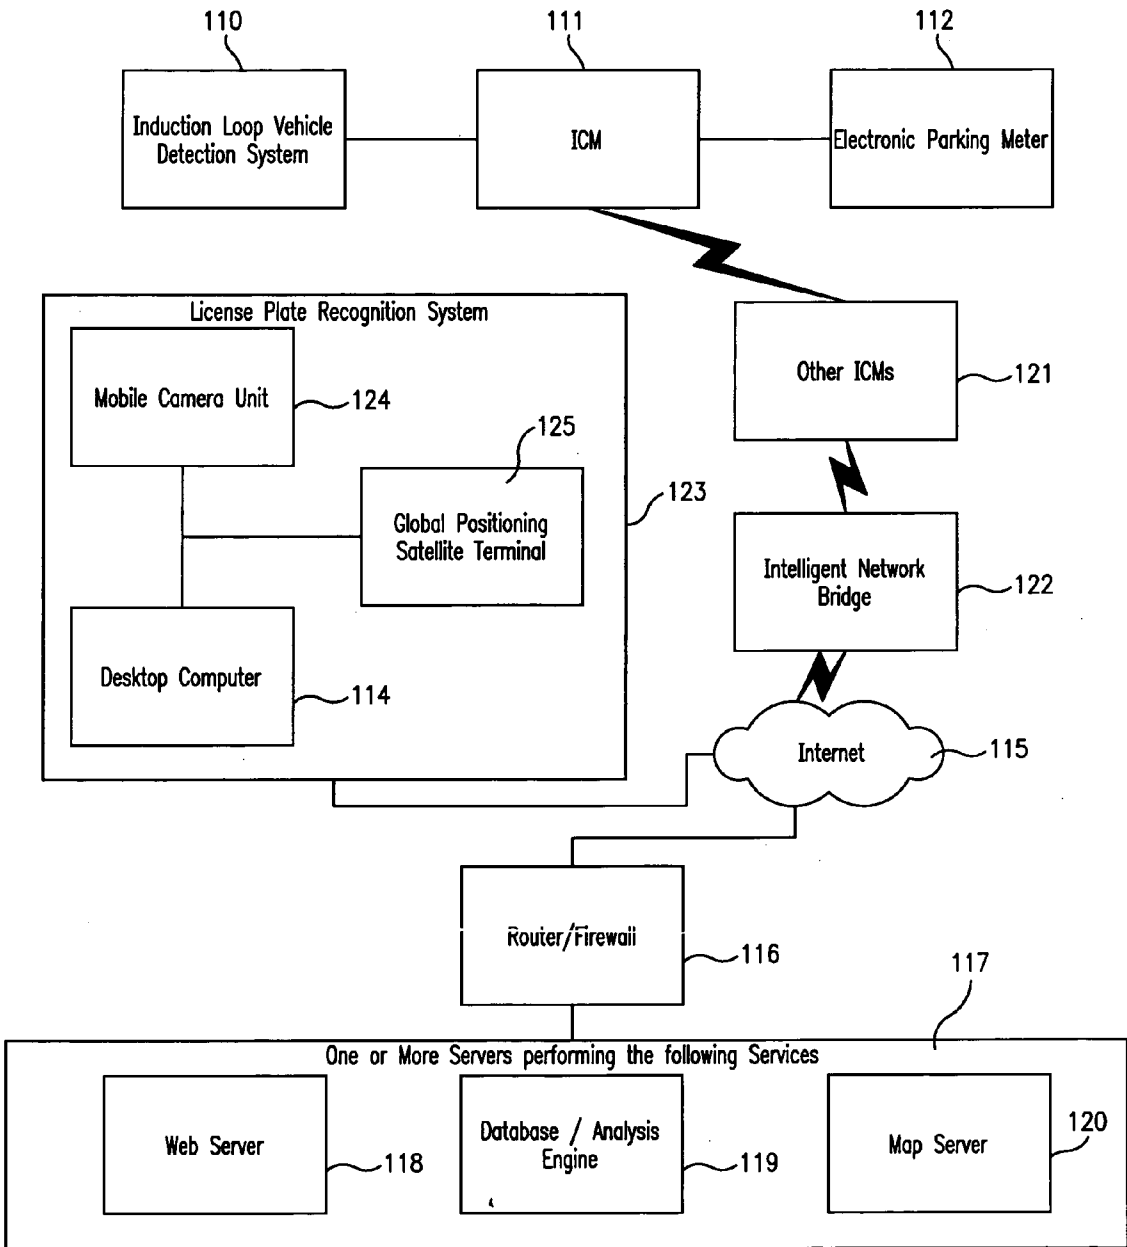 110
111
112
Induction Loop Vehicle
Detection System
ICM
Electronic Parking Meter
License Plate Recognition System
Mobile Camera Unit
124
125
Global Positioning
Satellite Terminal
123
Desktop Computer
114
Other ICMs
121
Intelligent Network
Bridge
122
Internet
115
Router/Firewall
116
117
One or More Servers performing the following Services
Web Server
118
Database / Analysis
Engine
119
Map Server
120